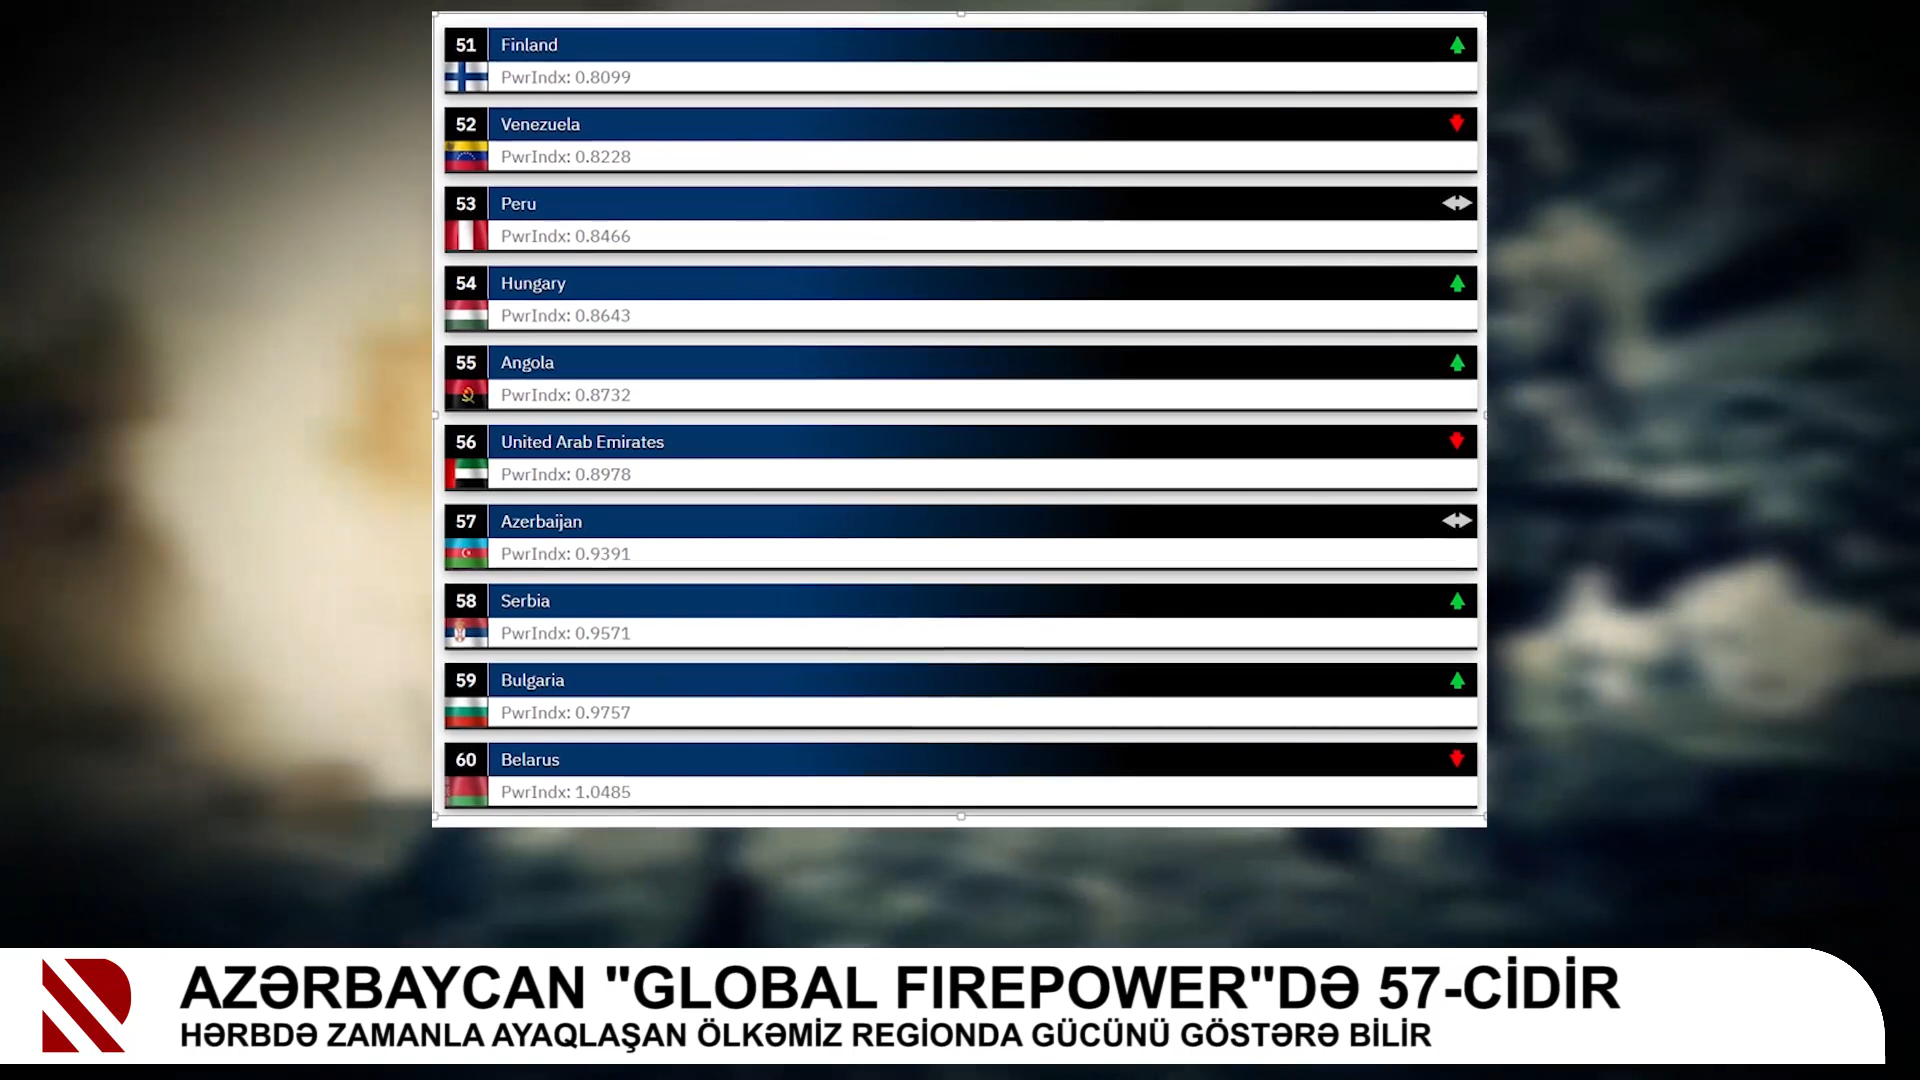 51 Finland
PwrIndx: 0.8099
52 Venezuela
PwrIndx: 0.8228
53 Peru
PwrIndx: 0.8466
54 Hungary
PwrIndx: 0.8643
55 Angola
PwrIndx: 0.8732
56 United Arab Emirates
PwrIndx: 0.8978
57 Azerbaijan
PwrIndx: 0.9391
58 Serbia
PwrIndx: 0.9571
59 Bulgaria
PwrIndx: 0.9757
60 Belarus
PwrIndx: 1.0485
AZƏRBAYCAN "GLOBAL FIREPOWER"DƏ 57-CİDİR
HƏRBDƏ ZAMANLA AYAQLAŞAN ÖLKƏMİZ REGİONDA GÜCÜNÜ GÖSTƏRƏ BİLİR